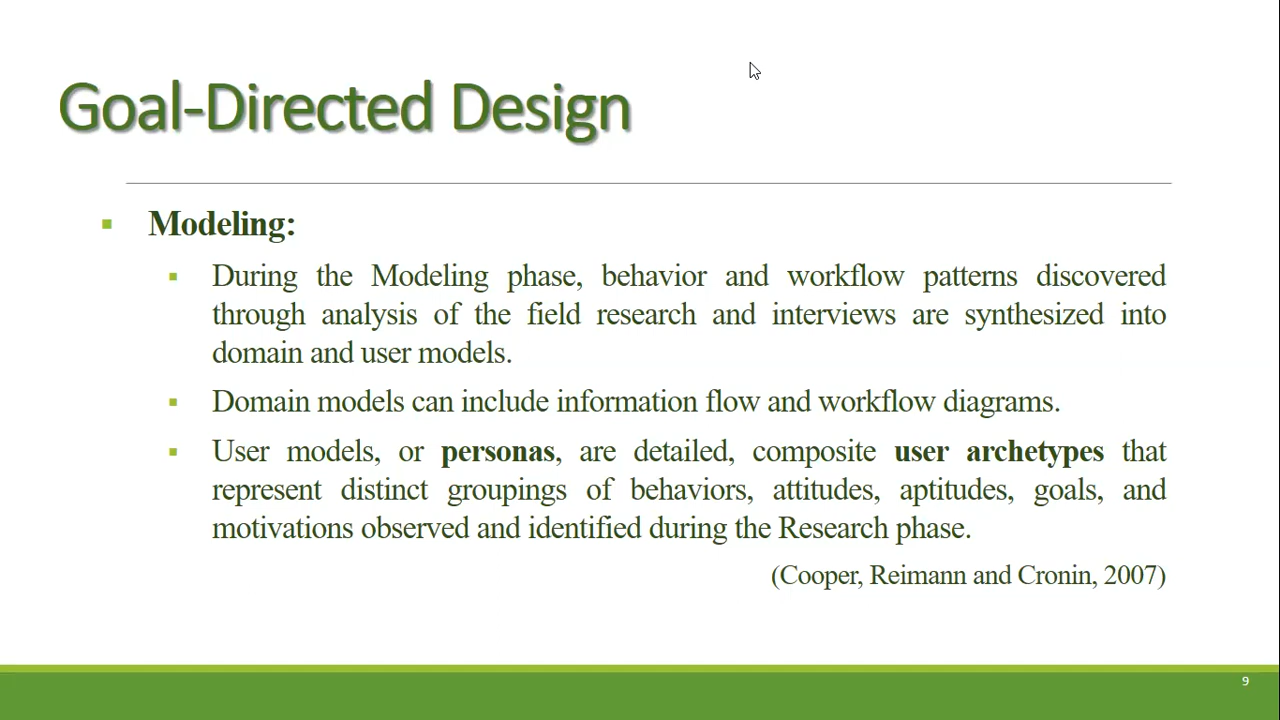 Goal-Directed Design
Modeling:
During the Modeling phase, behavior and workflow patterns discovered
through analysis of the field research and interviews are synthesized into
domain and user models.
Domain models can include information flow and workflow diagrams.
User models, or personas, are detailed, composite user archetypes that
represent distinct groupings of behaviors, attitudes, aptitudes, goals, and
motivations observed and identified during the Research phase.
(Cooper, Reimann and Cronin, 2007)
9